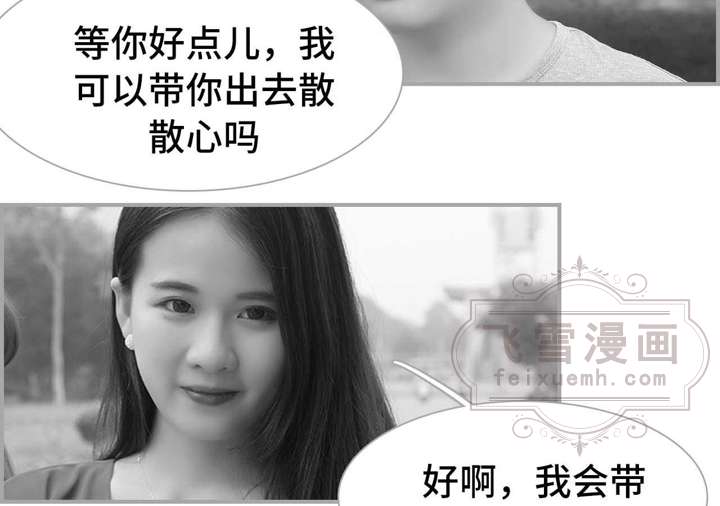 等你好点儿，我
可以带你出去散
散心吗
飞雪漫画
feixuemh.com
好啊，我会带